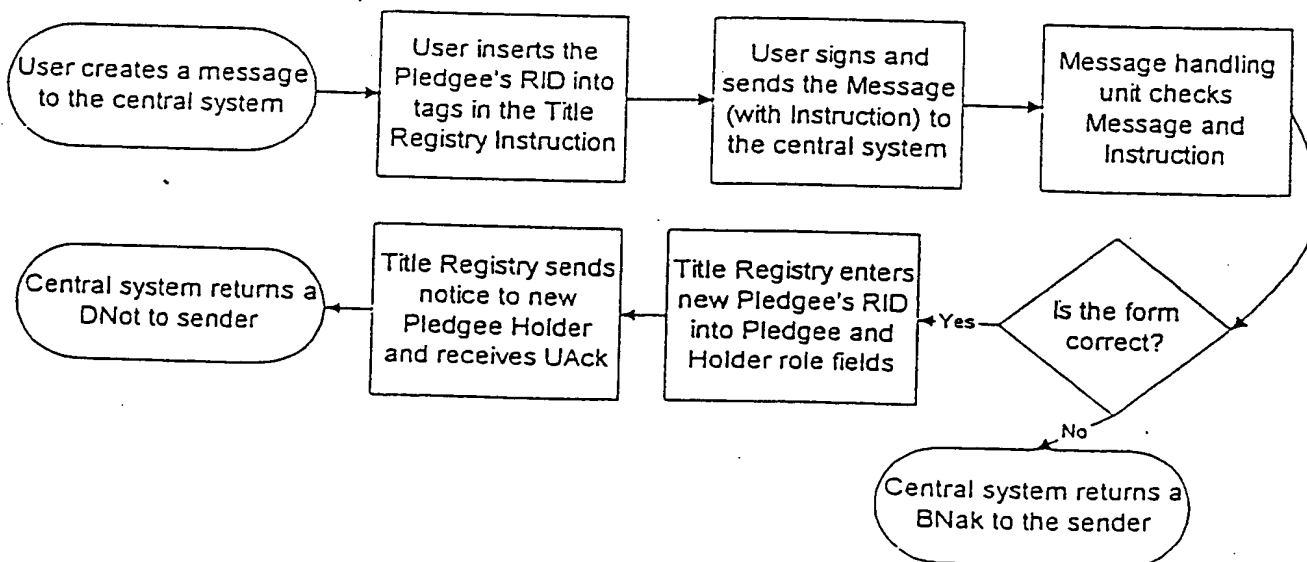 User creates a message
to the central system
User inserts the
Pledgee's RID into
tags in the Title
Registry Instruction
User signs and
sends the Message
(with Instruction) to
the central system
Message handling
unit checks
Message and
Instruction
Is the form
correct?
Yes
Title Registry enters
new Pledgee's RID
into Pledgee and
Holder role fields
Title Registry sends
notice to new
Pledgee Holder
and receives UAck
Central system returns a
DNot to sender
No
Central system returns a
BNak to the sender